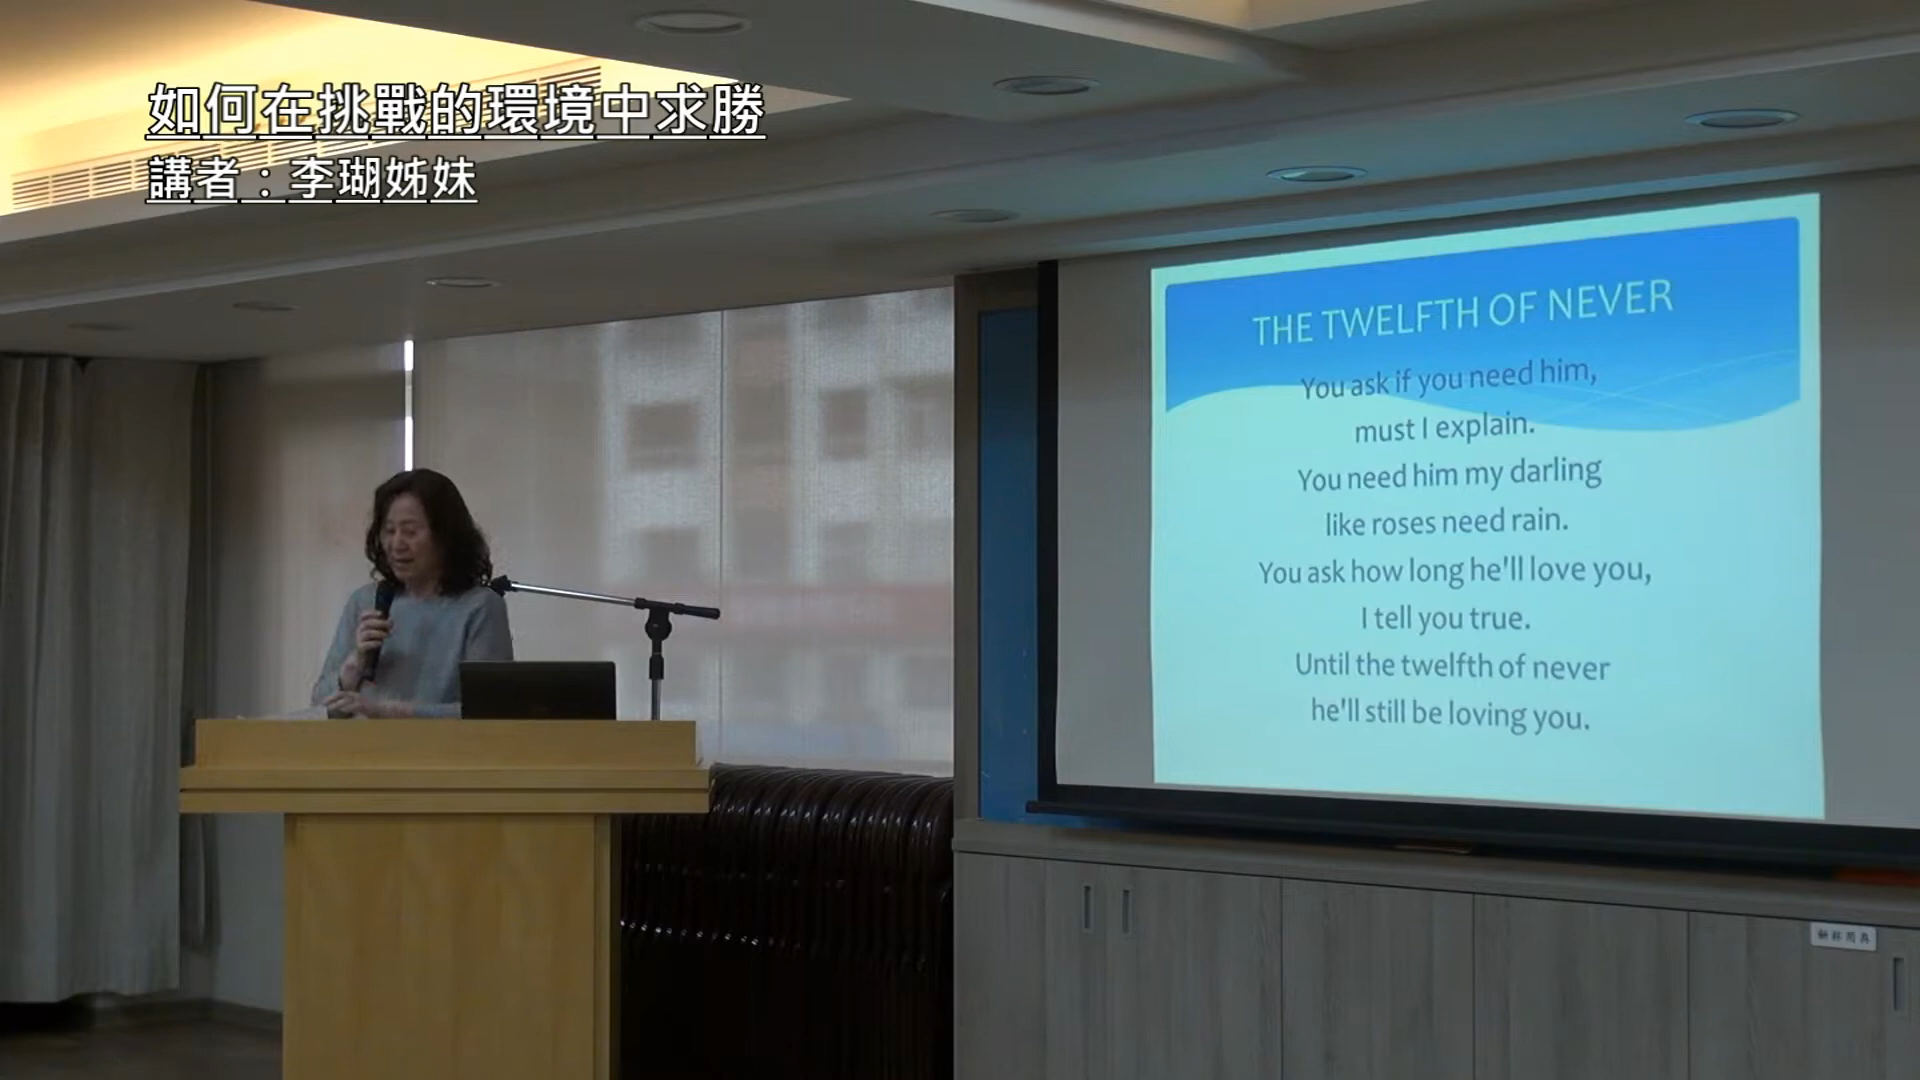 如何在挑戰的環境中求勝
講者：李瑚姊妹
THE TWELFTH OF NEVER
You ask if you need him,
must I explain.
You need him my darling
like roses need rain.
You ask how long he'll love you,
I tell you true.
Until the twelfth of never
he'll still be loving you.